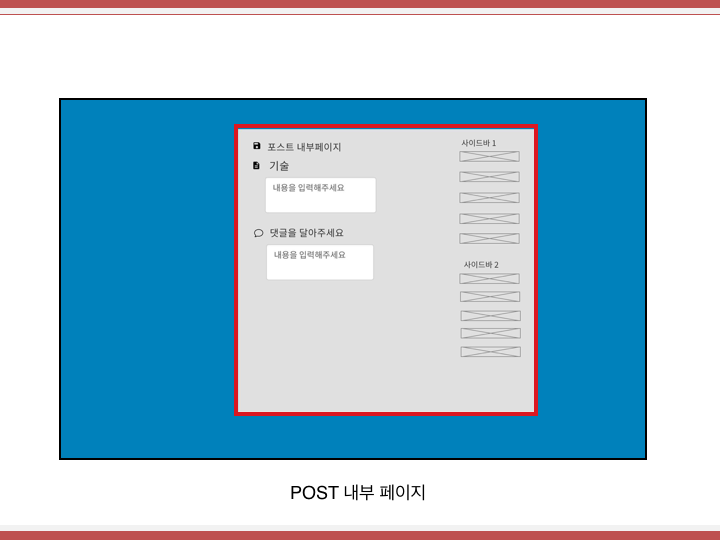 포스트 내부페이지
기술
내용을 입력해주세요
댓글을 달아주세요
내용을 입력해주세요
사이드바 1
사이드바 2
POST 내부 페이지